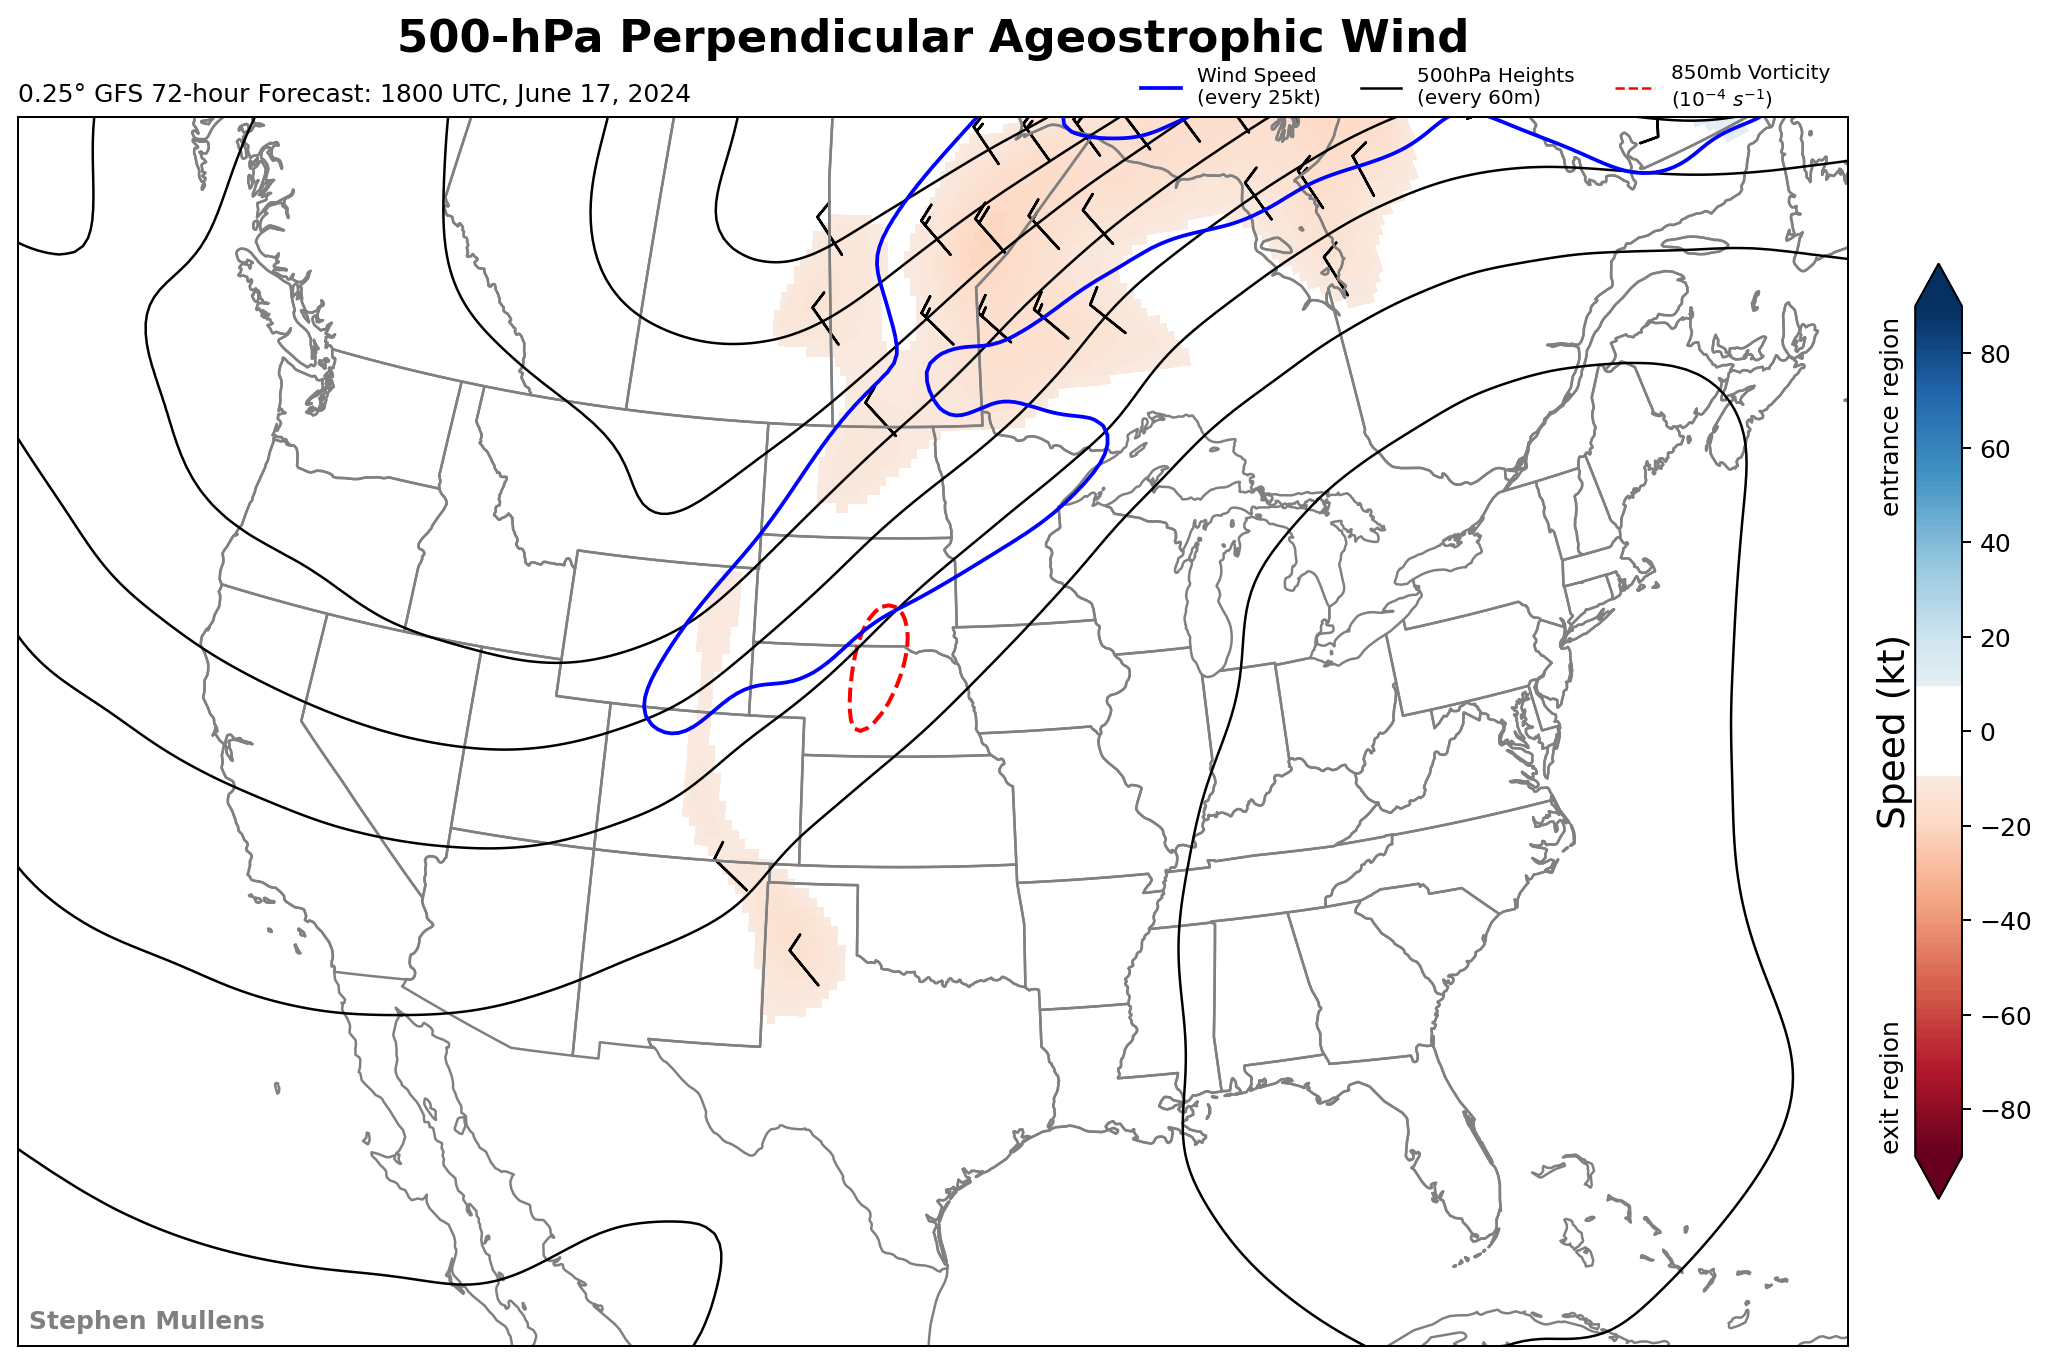 500-hPa Perpendicular Ageostrophic Wind
0.25° GFS 72-hour Forecast: 1800 UTC, June 17, 2024
Wind Speed
(every 25kt)
500hPa Heights
(every 60m)
850mb Vorticity
(10⁻⁴ s⁻¹)
entrance region
Speed (kt)
exit region
80
60
40
20
0
−20
−40
−60
−80
Stephen Mullens